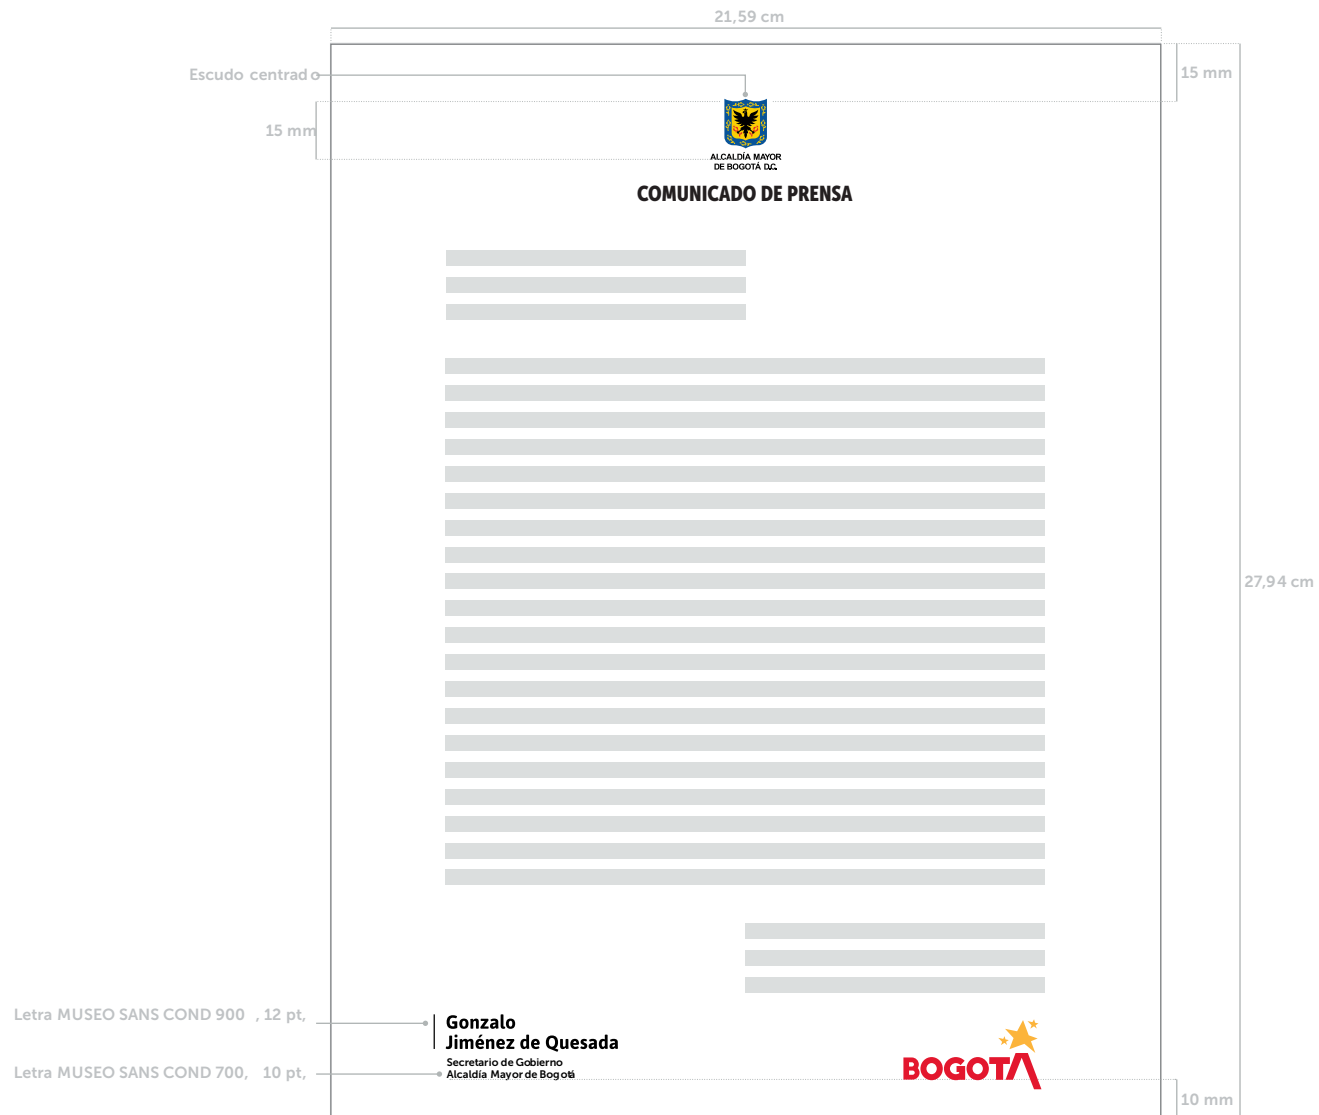 21,59 cm
Escudo centrado
15 mm
15 mm
ALCALDÍA MAYOR
DE BOGOTÁ D.C.
COMUNICADO DE PRENSA
27,94 cm
Letra MUSEO SANS COND 900 , 12 pt,
Gonzalo
Jiménez de Quesada
Secretario de Gobierno
Letra MUSEO SANS COND 700, 10 pt,
Alcaldía Mayor de Bogotá
BOGOTÁ
10 mm